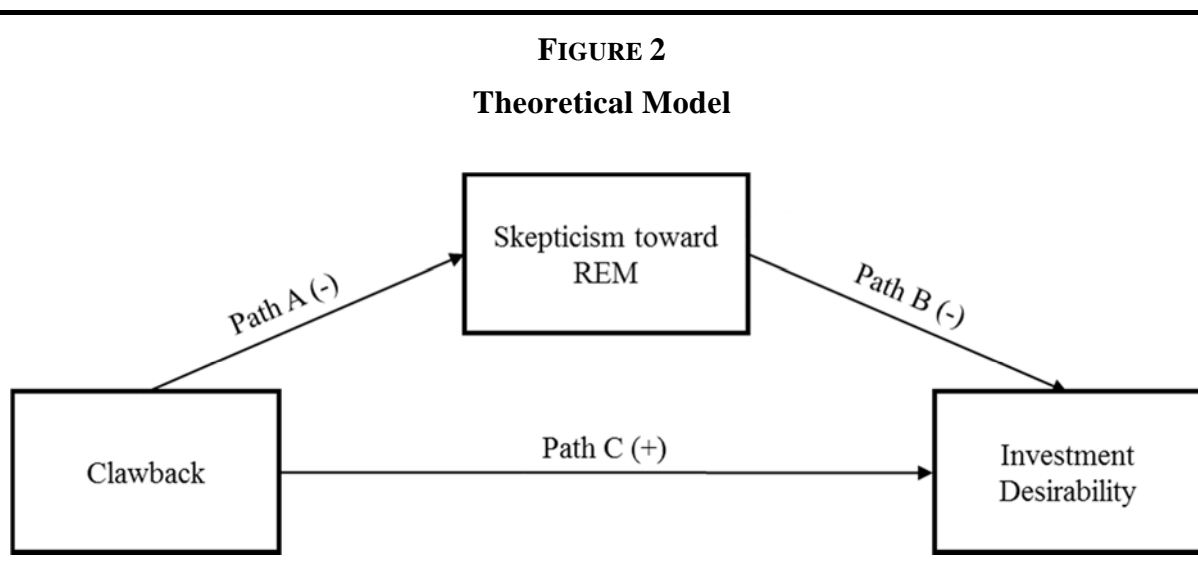 FIGURE 2
Theoretical Model
Skepticism toward
REM
Path A (-)
Path B (-)
Path C (+)
Clawback
Investment
Desirability